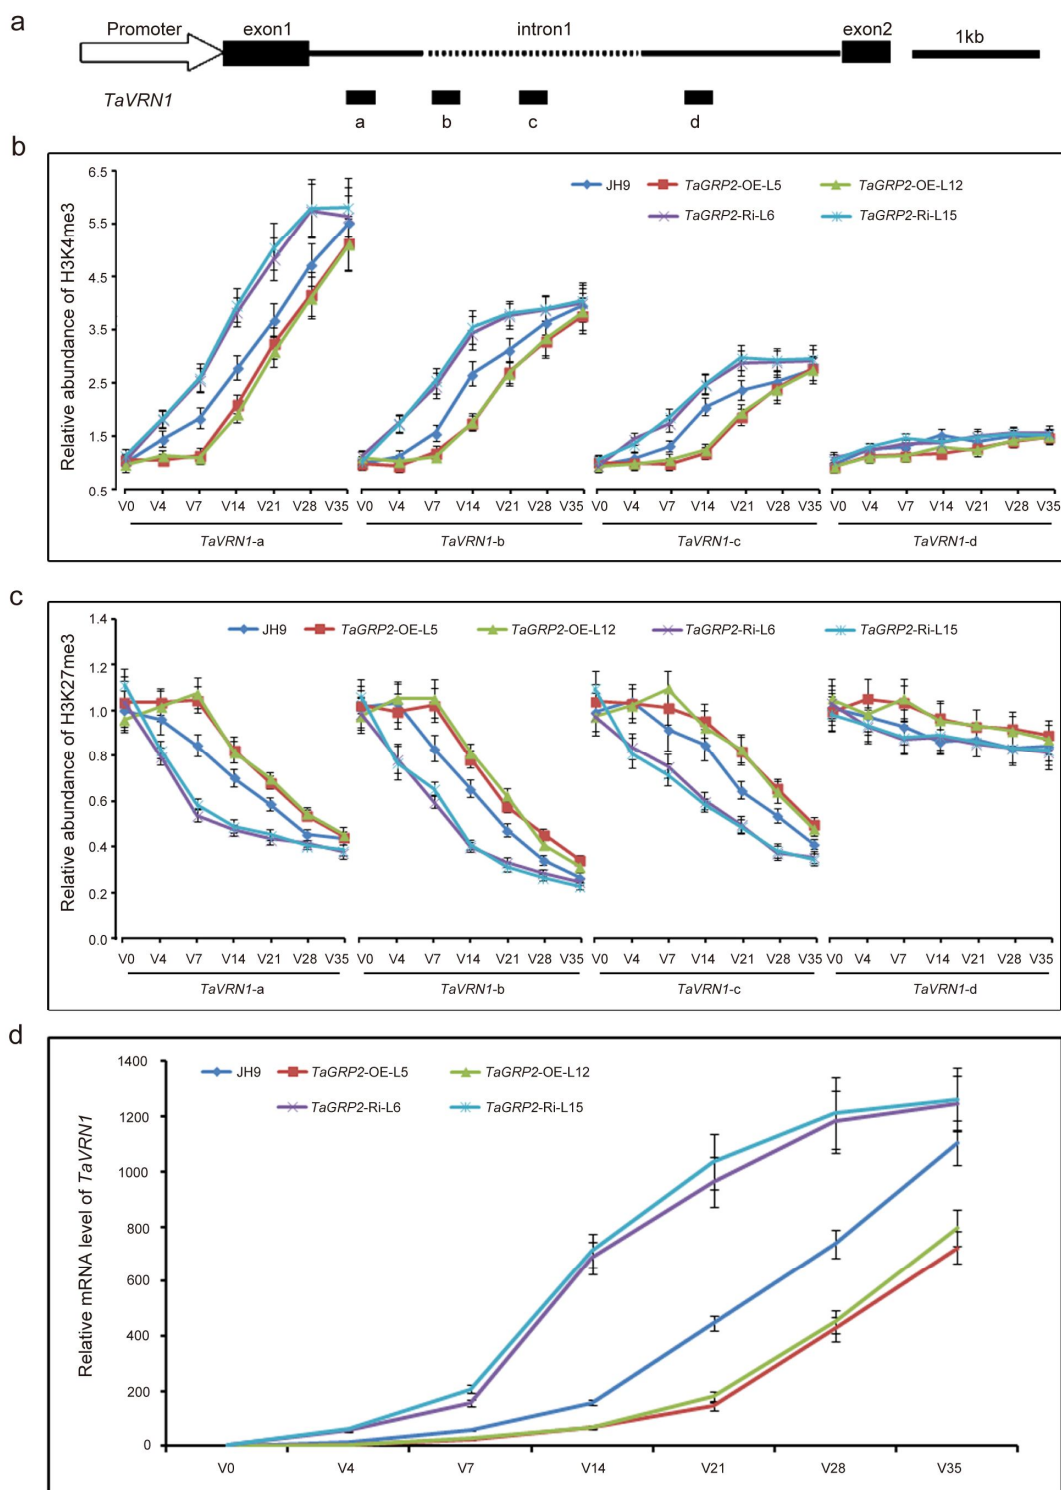 a
Promoter exon1 intron1 exon2 1kb
TaVRN1
a b c d
b
Relative abundance of H3K4me3
6.5
5.5
4.5
3.5
2.5
1.5
0.5
JH9 TaGRP2-OE-L5 TaGRP2-OE-L12
TaGRP2-Ri-L6 TaGRP2-Ri-L15
V0 V4 V7 V14 V21 V28 V35 V0 V4 V7 V14 V21 V28 V35 V0 V4 V7 V14 V21 V28 V35 V0 V4 V7 V14 V21 V28 V35
TaVRN1-a TaVRN1-b TaVRN1-c TaVRN1-d
c
Relative abundance of H3K27me3
1.4
1.2
1.0
0.8
0.6
0.4
0.2
0.0
JH9 TaGRP2-OE-L5 TaGRP2-OE-L12 TaGRP2-Ri-L6 TaGRP2-Ri-L15
V0 V4 V7 V14 V21 V28 V35 V0 V4 V7 V14 V21 V28 V35 V0 V4 V7 V14 V21 V28 V35 V0 V4 V7 V14 V21 V28 V35
TaVRN1-a TaVRN1-b TaVRN1-c TaVRN1-d
d
Relative mRNA level of TaVRN1
1400
1200
1000
800
600
400
200
0
JH9 TaGRP2-OE-L5 TaGRP2-OE-L12
TaGRP2-Ri-L6 TaGRP2-Ri-L15
V0 V4 V7 V14 V21 V28 V35